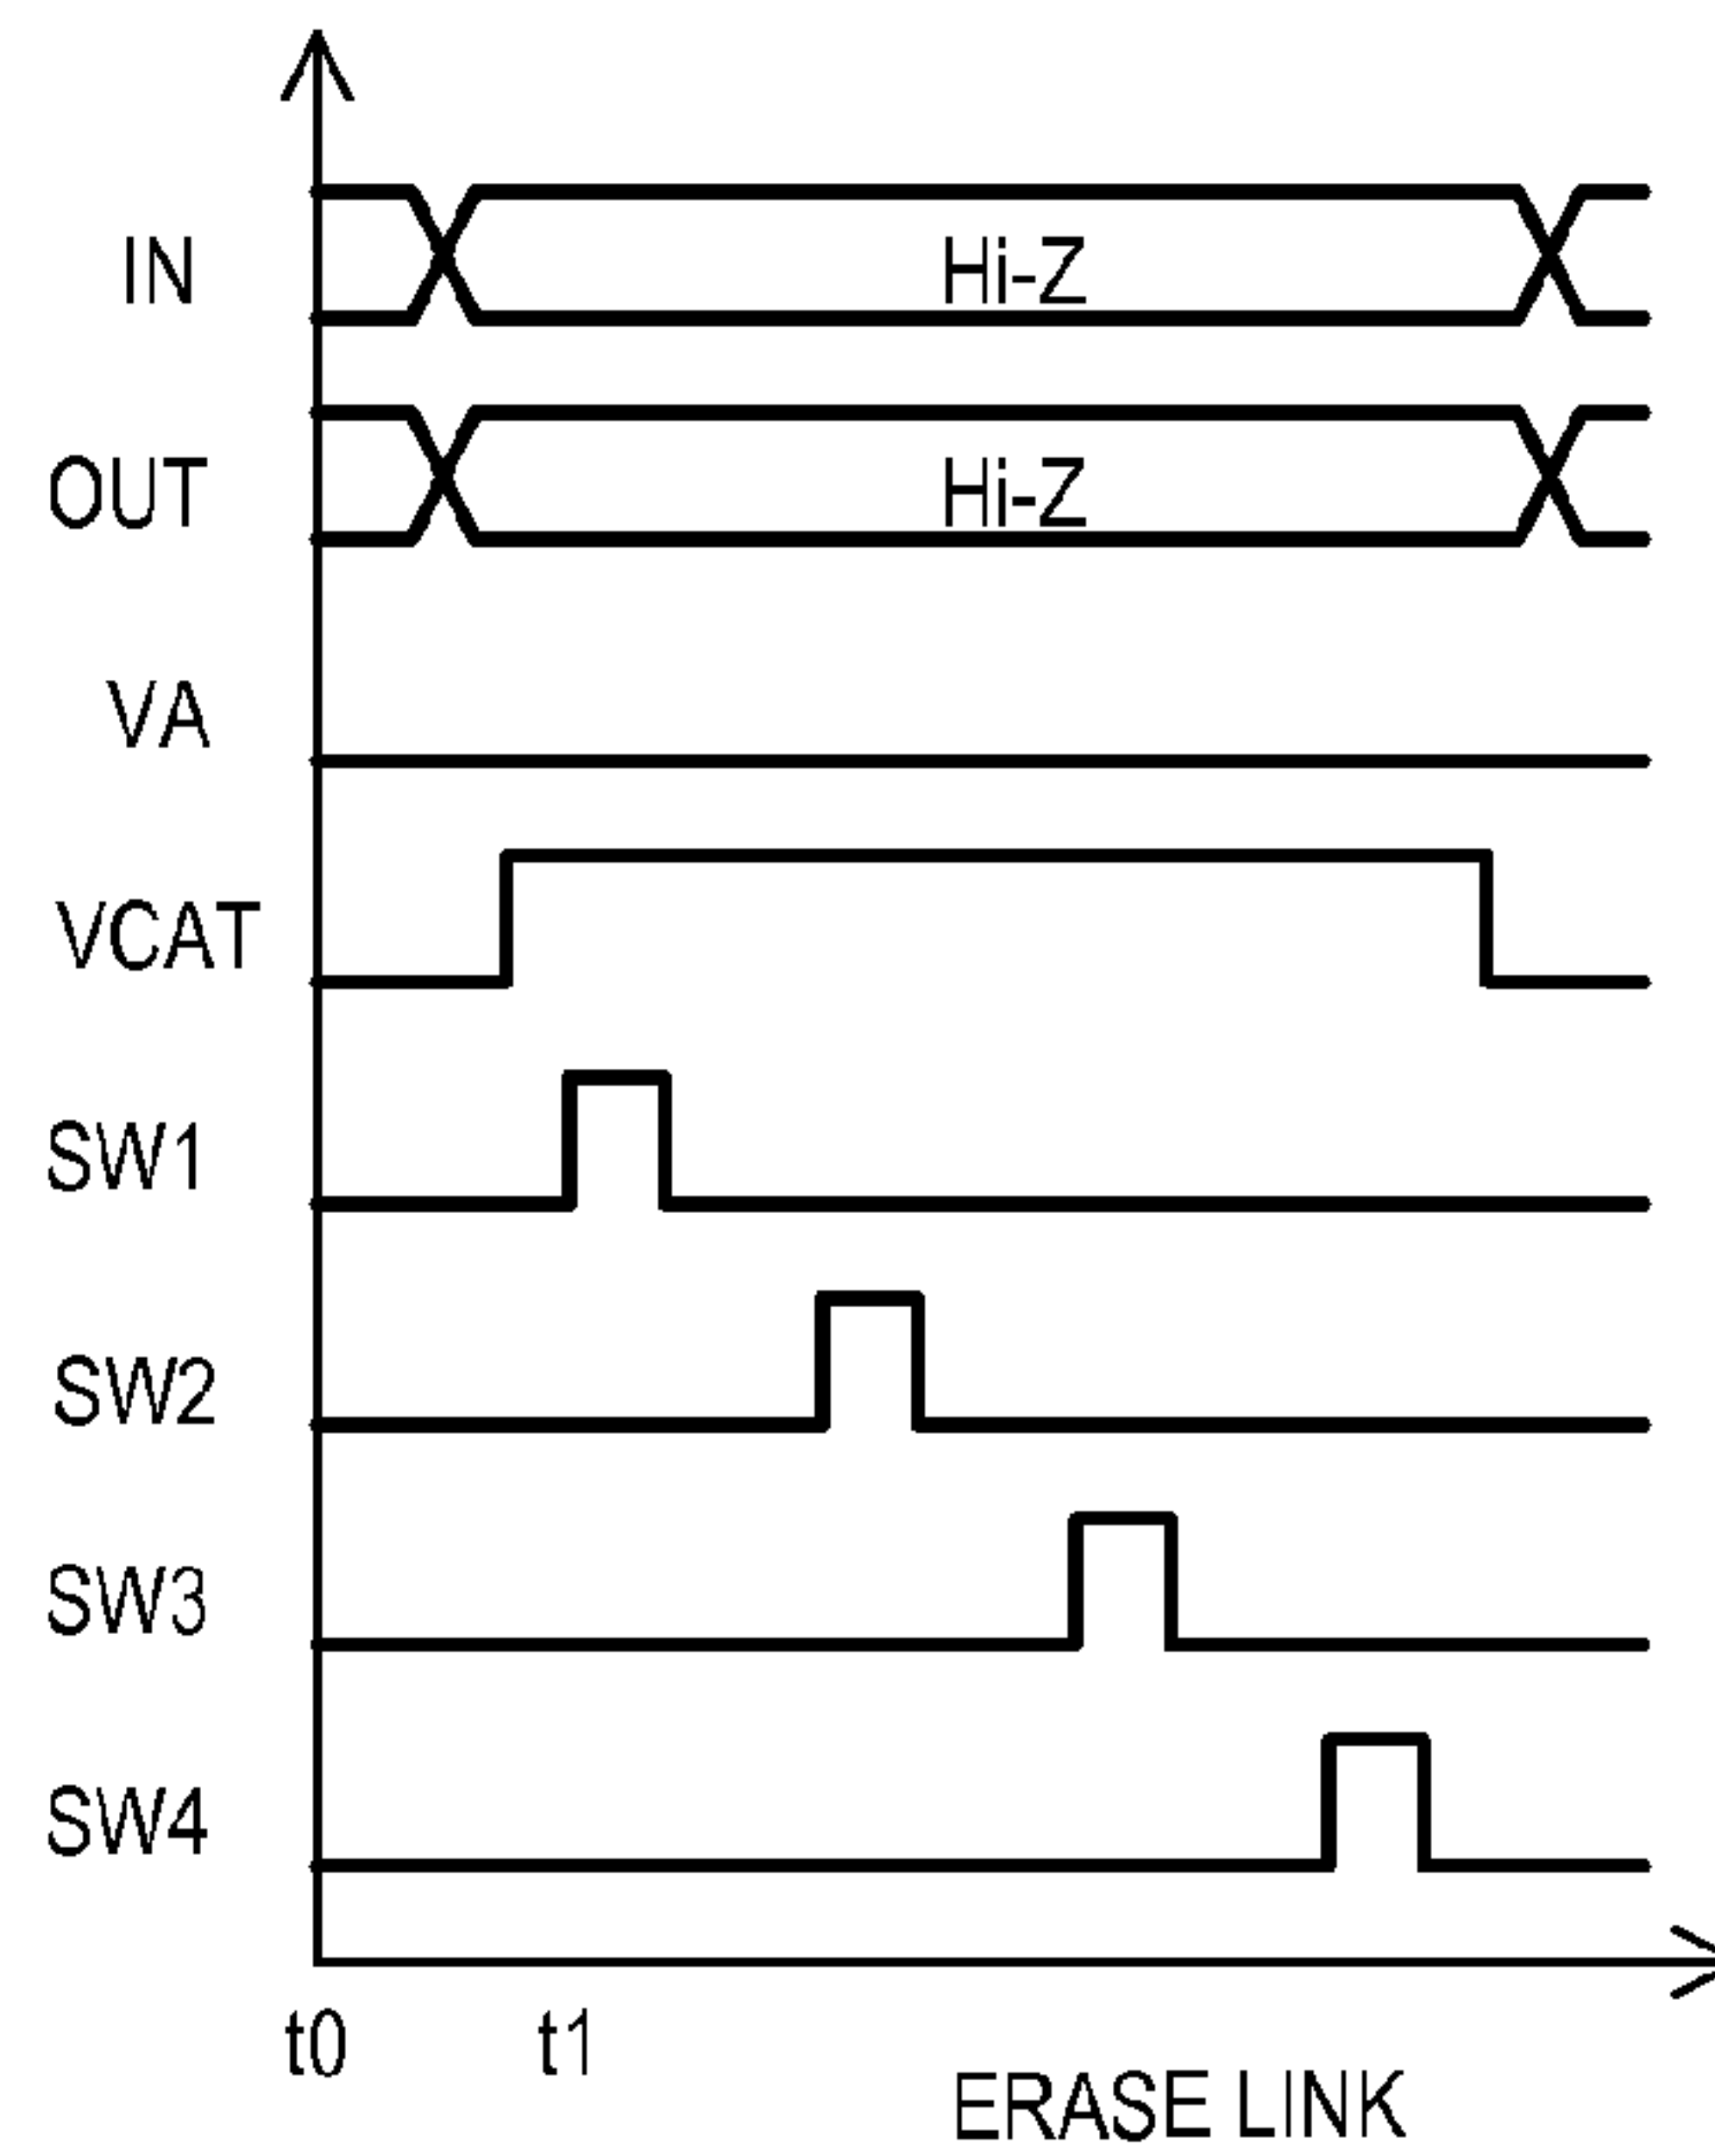 IN Hi-Z
OUT Hi-Z
VA
VCAT
SW1
SW2
SW3
SW4
t0 t1
ERASE LINK